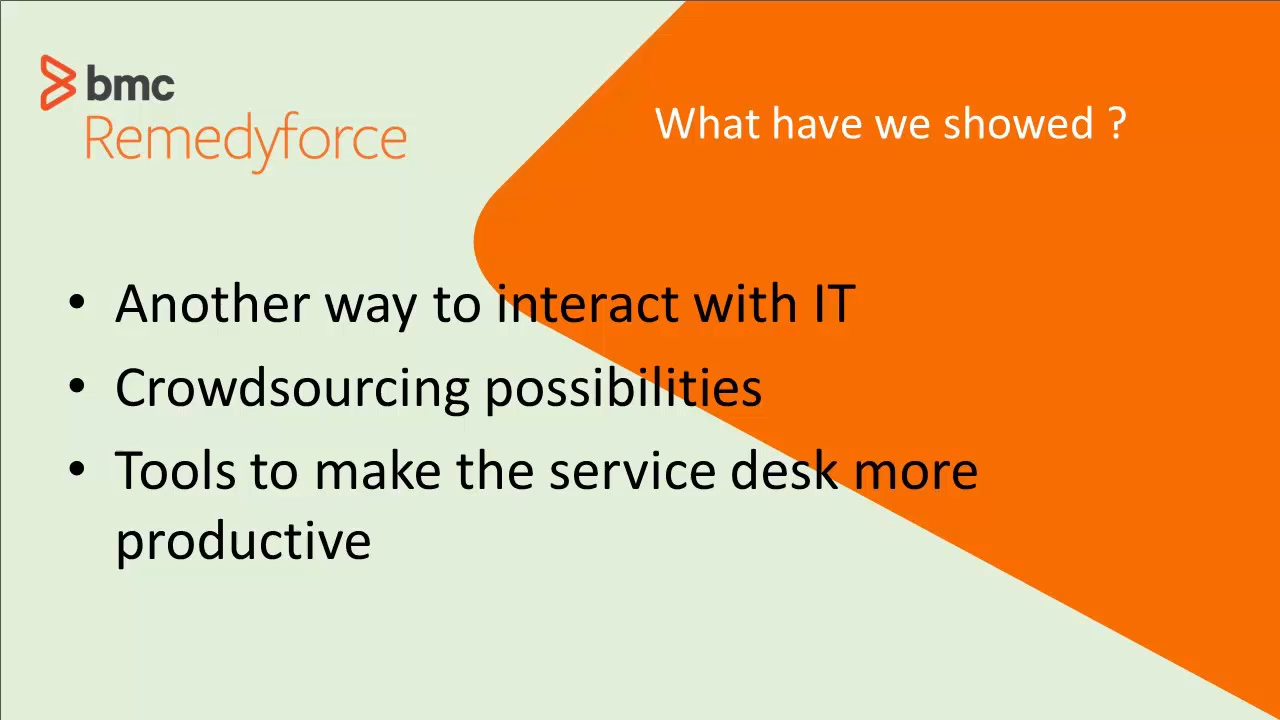 bmc
Remedyforce
What have we showed ?
• Another way to interact with IT
• Crowdsourcing possibilities
• Tools to make the service desk more
productive